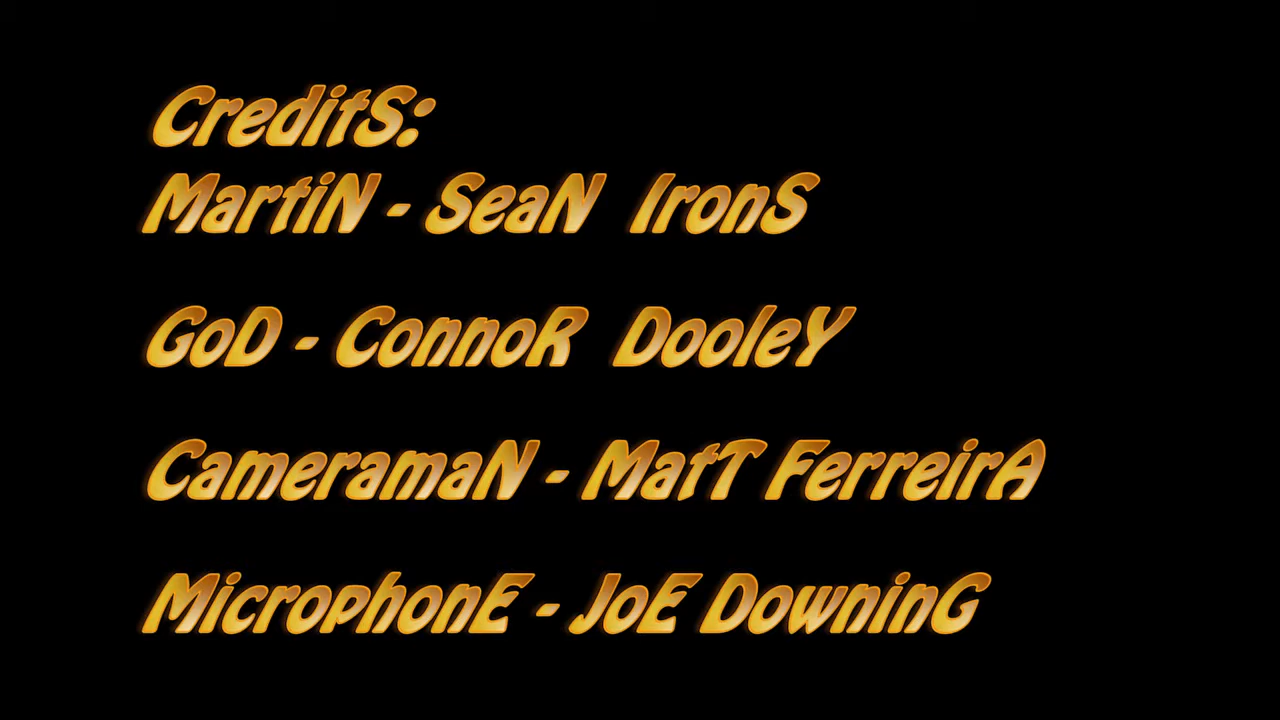 CreditS:
MartiN - SeaN IronS
GoD - ConnoR DooleY
CameramaN - MatT FerreirA
MicrophonE - JoE DowninG